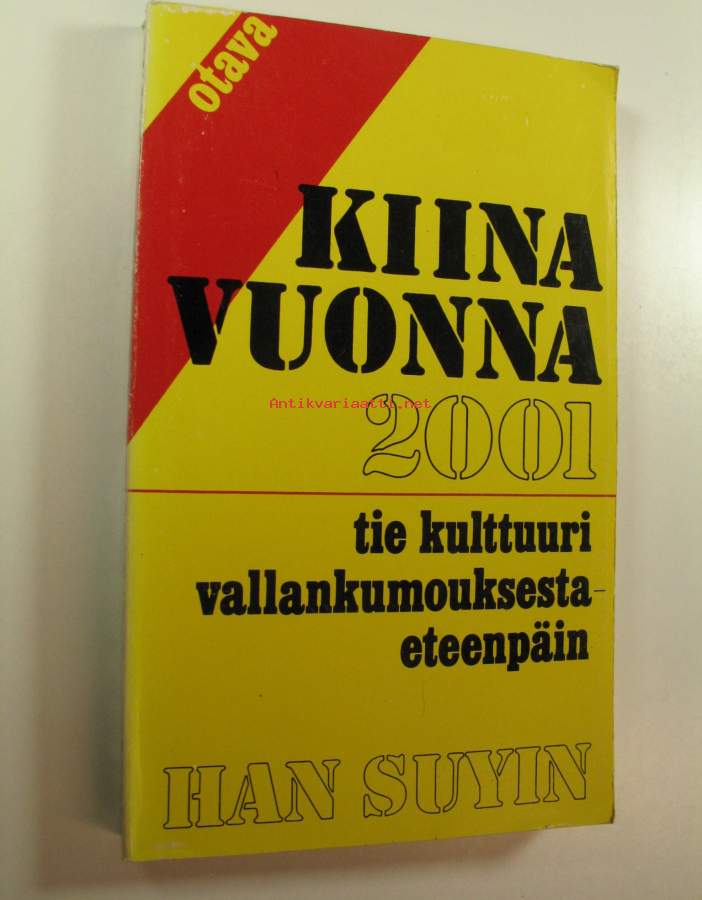 otava
KIINA
VUONNA
Antikvariaatti.net
2001
tie kulttuuri
vallankumouksesta-
eteenpäin
HAN SUYIN